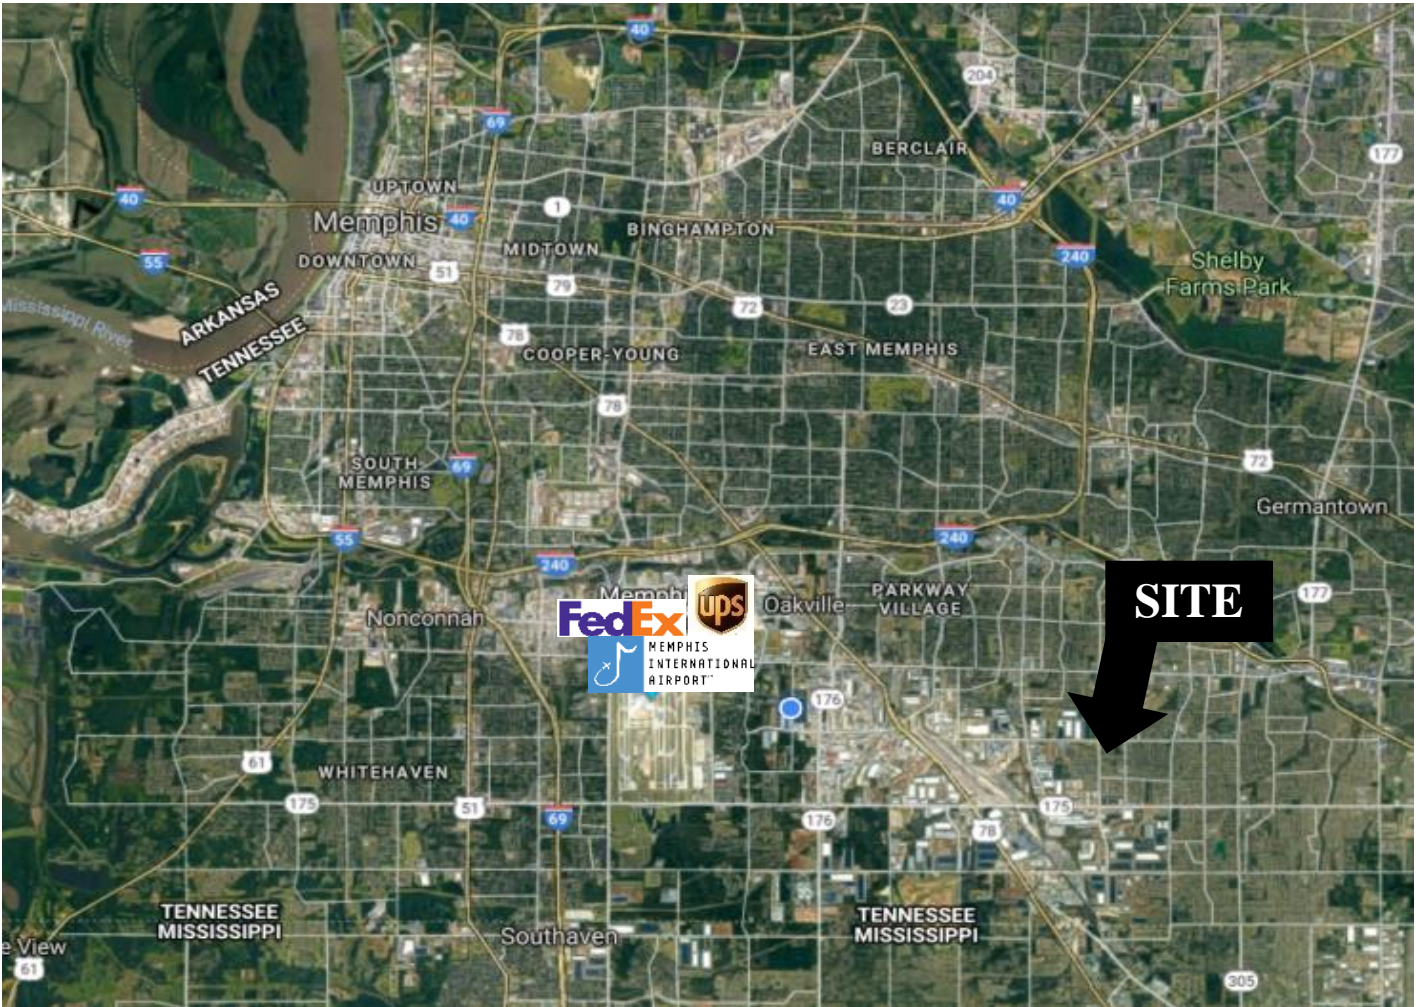 40
204
69
BERCLAIR
177
UPTOWN
40
40
1
40
Memphis
BINGHAMPTON
MIDTOWN
55
DOWNTOWN
51
240
Shelby
Farms Park
79
72
23
Mississippi River
ARKANSAS
TENNESSEE
78
COOPER-YOUNG
EAST MEMPHIS
78
SOUTH
MEMPHIS
69
72
Germantown
55
240
240
Memph
ups
Oakville
PARKWAY
VILLAGE
SITE
177
Nonconnah
FedEx
MEMPHIS
INTERNATIONAL
AIRPORT
176
61
WHITEHAVEN
175
51
69
176
175
78
TENNESSEE
MISSISSIPPI
TENNESSEE
MISSISSIPPI
Southaven
e View
61
305